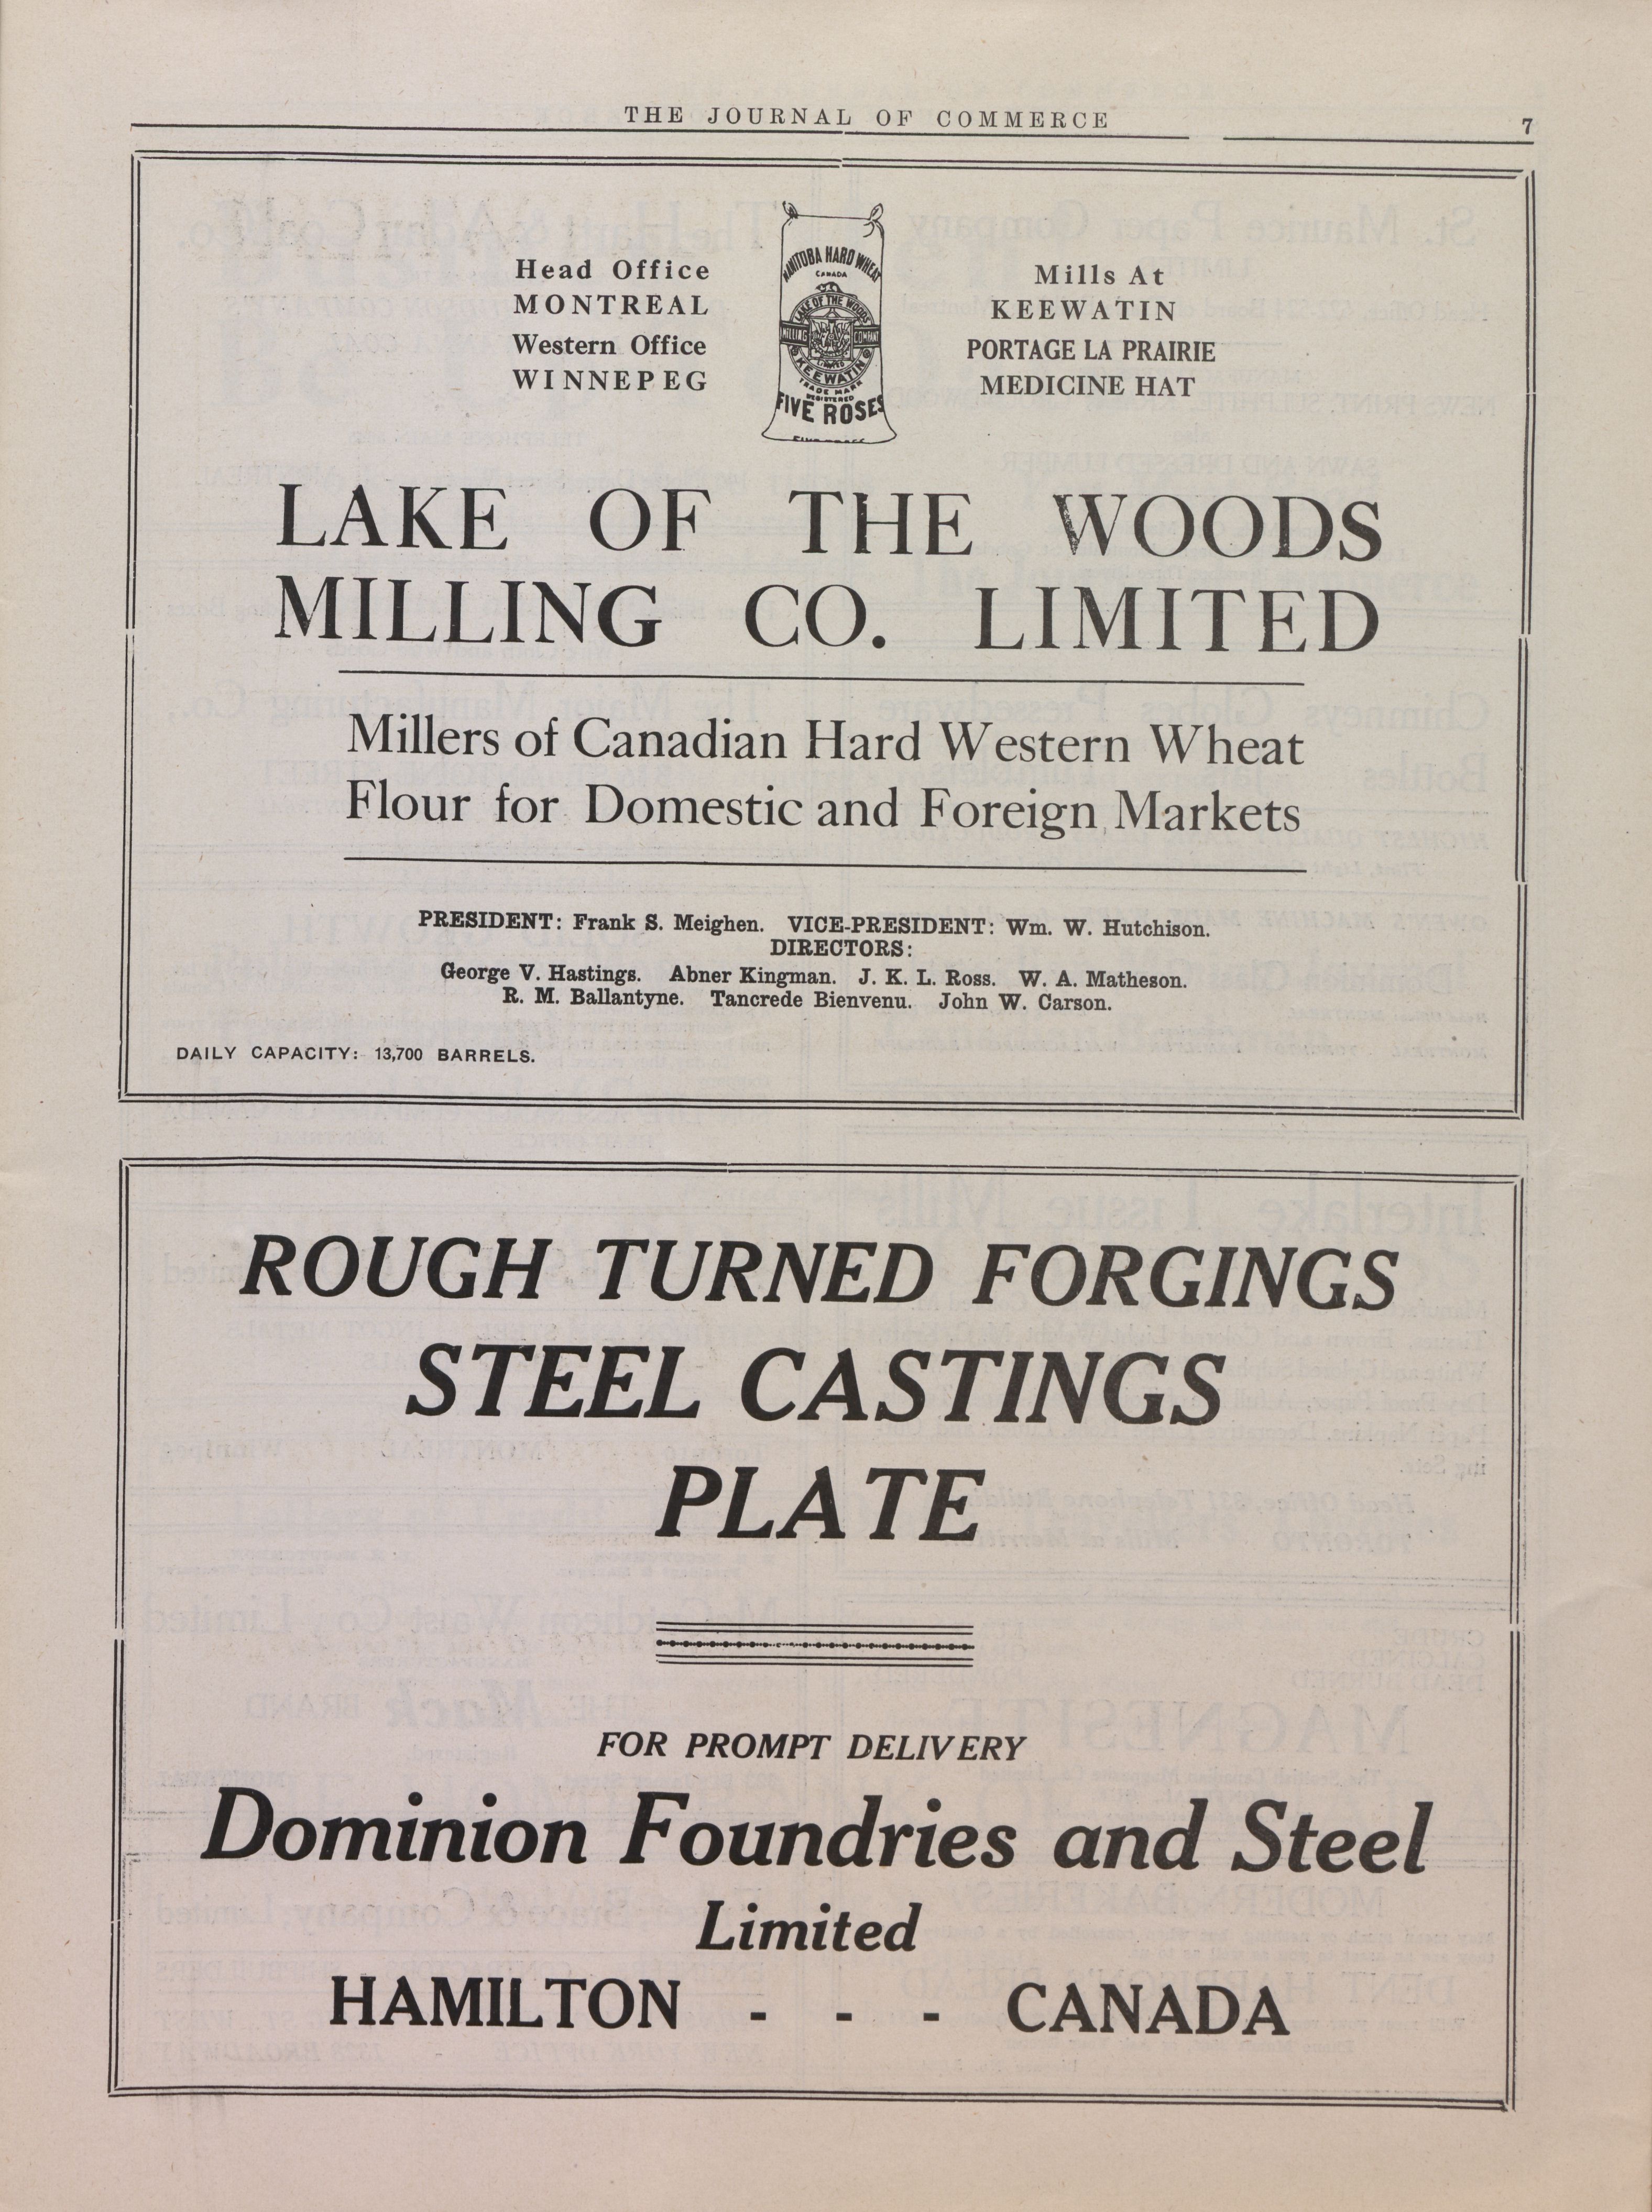 THE JOURNAL OF COMMERCE 7
Head Office
MONTREAL
Western Office
WINNEPEG
MANITOBA HARD WHEAT
CANADA
LAKE OF THE WOODS
MILLING COMPANY
LIMITED
KEEWATIN
TRADE MARK
REGISTERED
FIVE ROSES
Mills At
KEEWATIN
PORTAGE LA PRAIRIE
MEDICINE HAT
LAKE OF THE WOODS
MILLING CO. LIMITED
Millers of Canadian Hard Western Wheat
Flour for Domestic and Foreign Markets
PRESIDENT: Frank S. Meighen. VICE-PRESIDENT: Wm. W. Hutchison.
DIRECTORS:
George V. Hastings. Abner Kingman. J. K. L. Ross. W. A. Matheson.
R. M. Ballantyne. Tancrede Bienvenu. John W. Carson.
DAILY CAPACITY: 13,700 BARRELS.
ROUGH TURNED FORGINGS
STEEL CASTINGS
PLATE
FOR PROMPT DELIVERY
Dominion Foundries and Steel
Limited
HAMILTON - - - CANADA